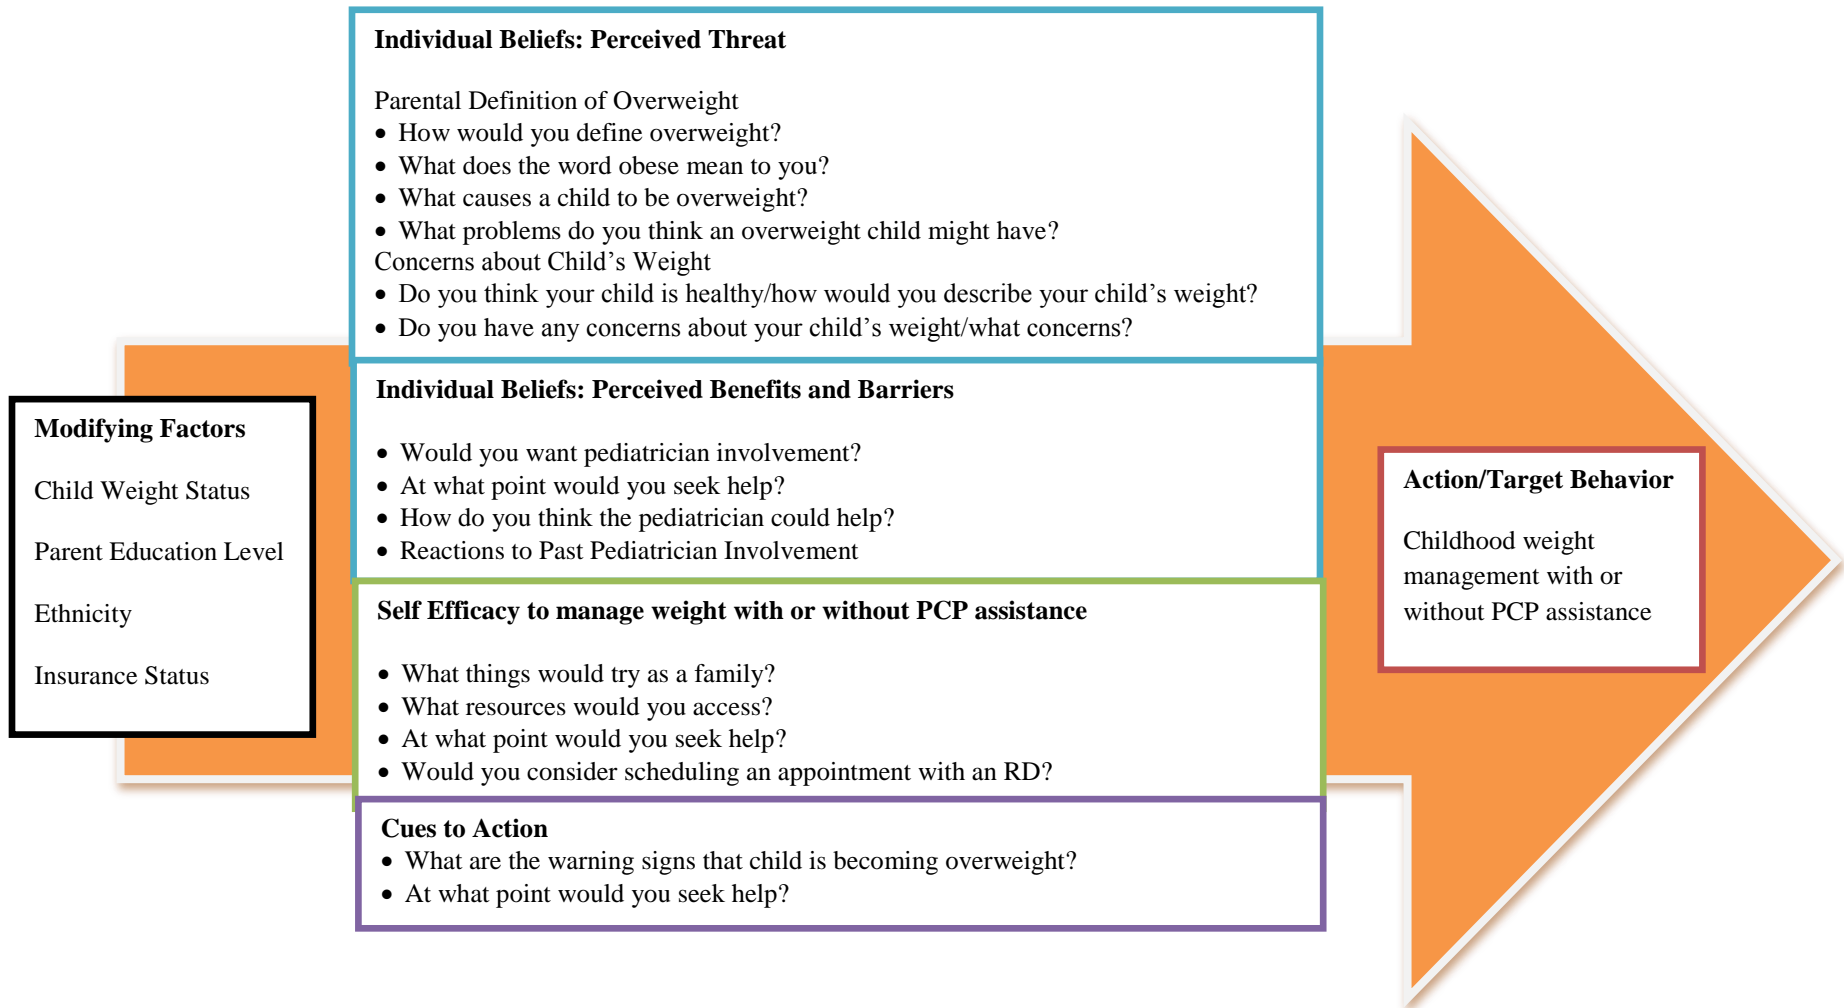 Individual Beliefs: Perceived Threat
Parental Definition of Overweight
• How would you define overweight?
• What does the word obese mean to you?
• What causes a child to be overweight?
• What problems do you think an overweight child might have?
Concerns about Child’s Weight
• Do you think your child is healthy/how would you describe your child’s weight?
• Do you have any concerns about your child’s weight/what concerns?
Individual Beliefs: Perceived Benefits and Barriers
• Would you want pediatrician involvement?
• At what point would you seek help?
• How do you think the pediatrician could help?
• Reactions to Past Pediatrician Involvement
Self Efficacy to manage weight with or without PCP assistance
• What things would try as a family?
• What resources would you access?
• At what point would you seek help?
• Would you consider scheduling an appointment with an RD?
Cues to Action
• What are the warning signs that child is becoming overweight?
• At what point would you seek help?
Modifying Factors
Child Weight Status
Parent Education Level
Ethnicity
Insurance Status
Action/Target Behavior
Childhood weight
management with or
without PCP assistance